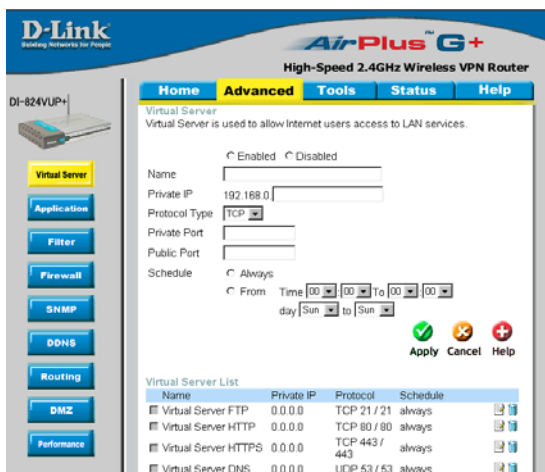 D-Link
Building Networks for People
AirPlus G+
TM
High-Speed 2.4GHz Wireless VPN Router
DI-824VUP+
Home Advanced Tools Status Help
Virtual Server
Application
Filter
Firewall
SNMP
DDNS
Routing
DMZ
Performance
Virtual Server
Virtual Server is used to allow Internet users access to LAN services.
Enabled Disabled
Name
Private IP 192.168.0.
Protocol Type TCP
Private Port
Public Port
Schedule Always
From Time 00 : 00 To 00 : 00
day Sun to Sun
Apply Cancel Help
Virtual Server List
Name Private IP Protocol Schedule
Virtual Server FTP 0.0.0.0 TCP 21 / 21 always
Virtual Server HTTP 0.0.0.0 TCP 80 / 80 always
Virtual Server HTTPS 0.0.0.0 TCP 443 / 443 always
Virtual Server DNS 0.0.0.0 UDP 53 / 53 always